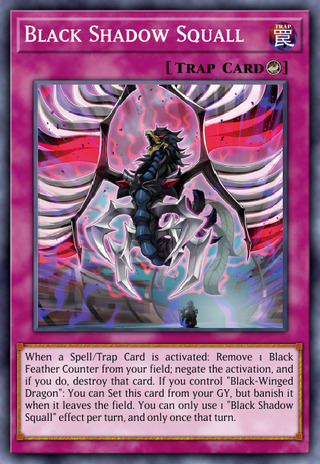 Black Shadow Squall
TRAP
罠
[Trap Card]
When a Spell/Trap Card is activated: Remove 1 Black
Feather Counter from your field; negate the activation, and
if you do, destroy that card. If you control "Black-Winged
Dragon": You can Set this card from your GY, but banish it
when it leaves the field. You can only use 1 "Black Shadow
Squall" effect per turn, and only once that turn.